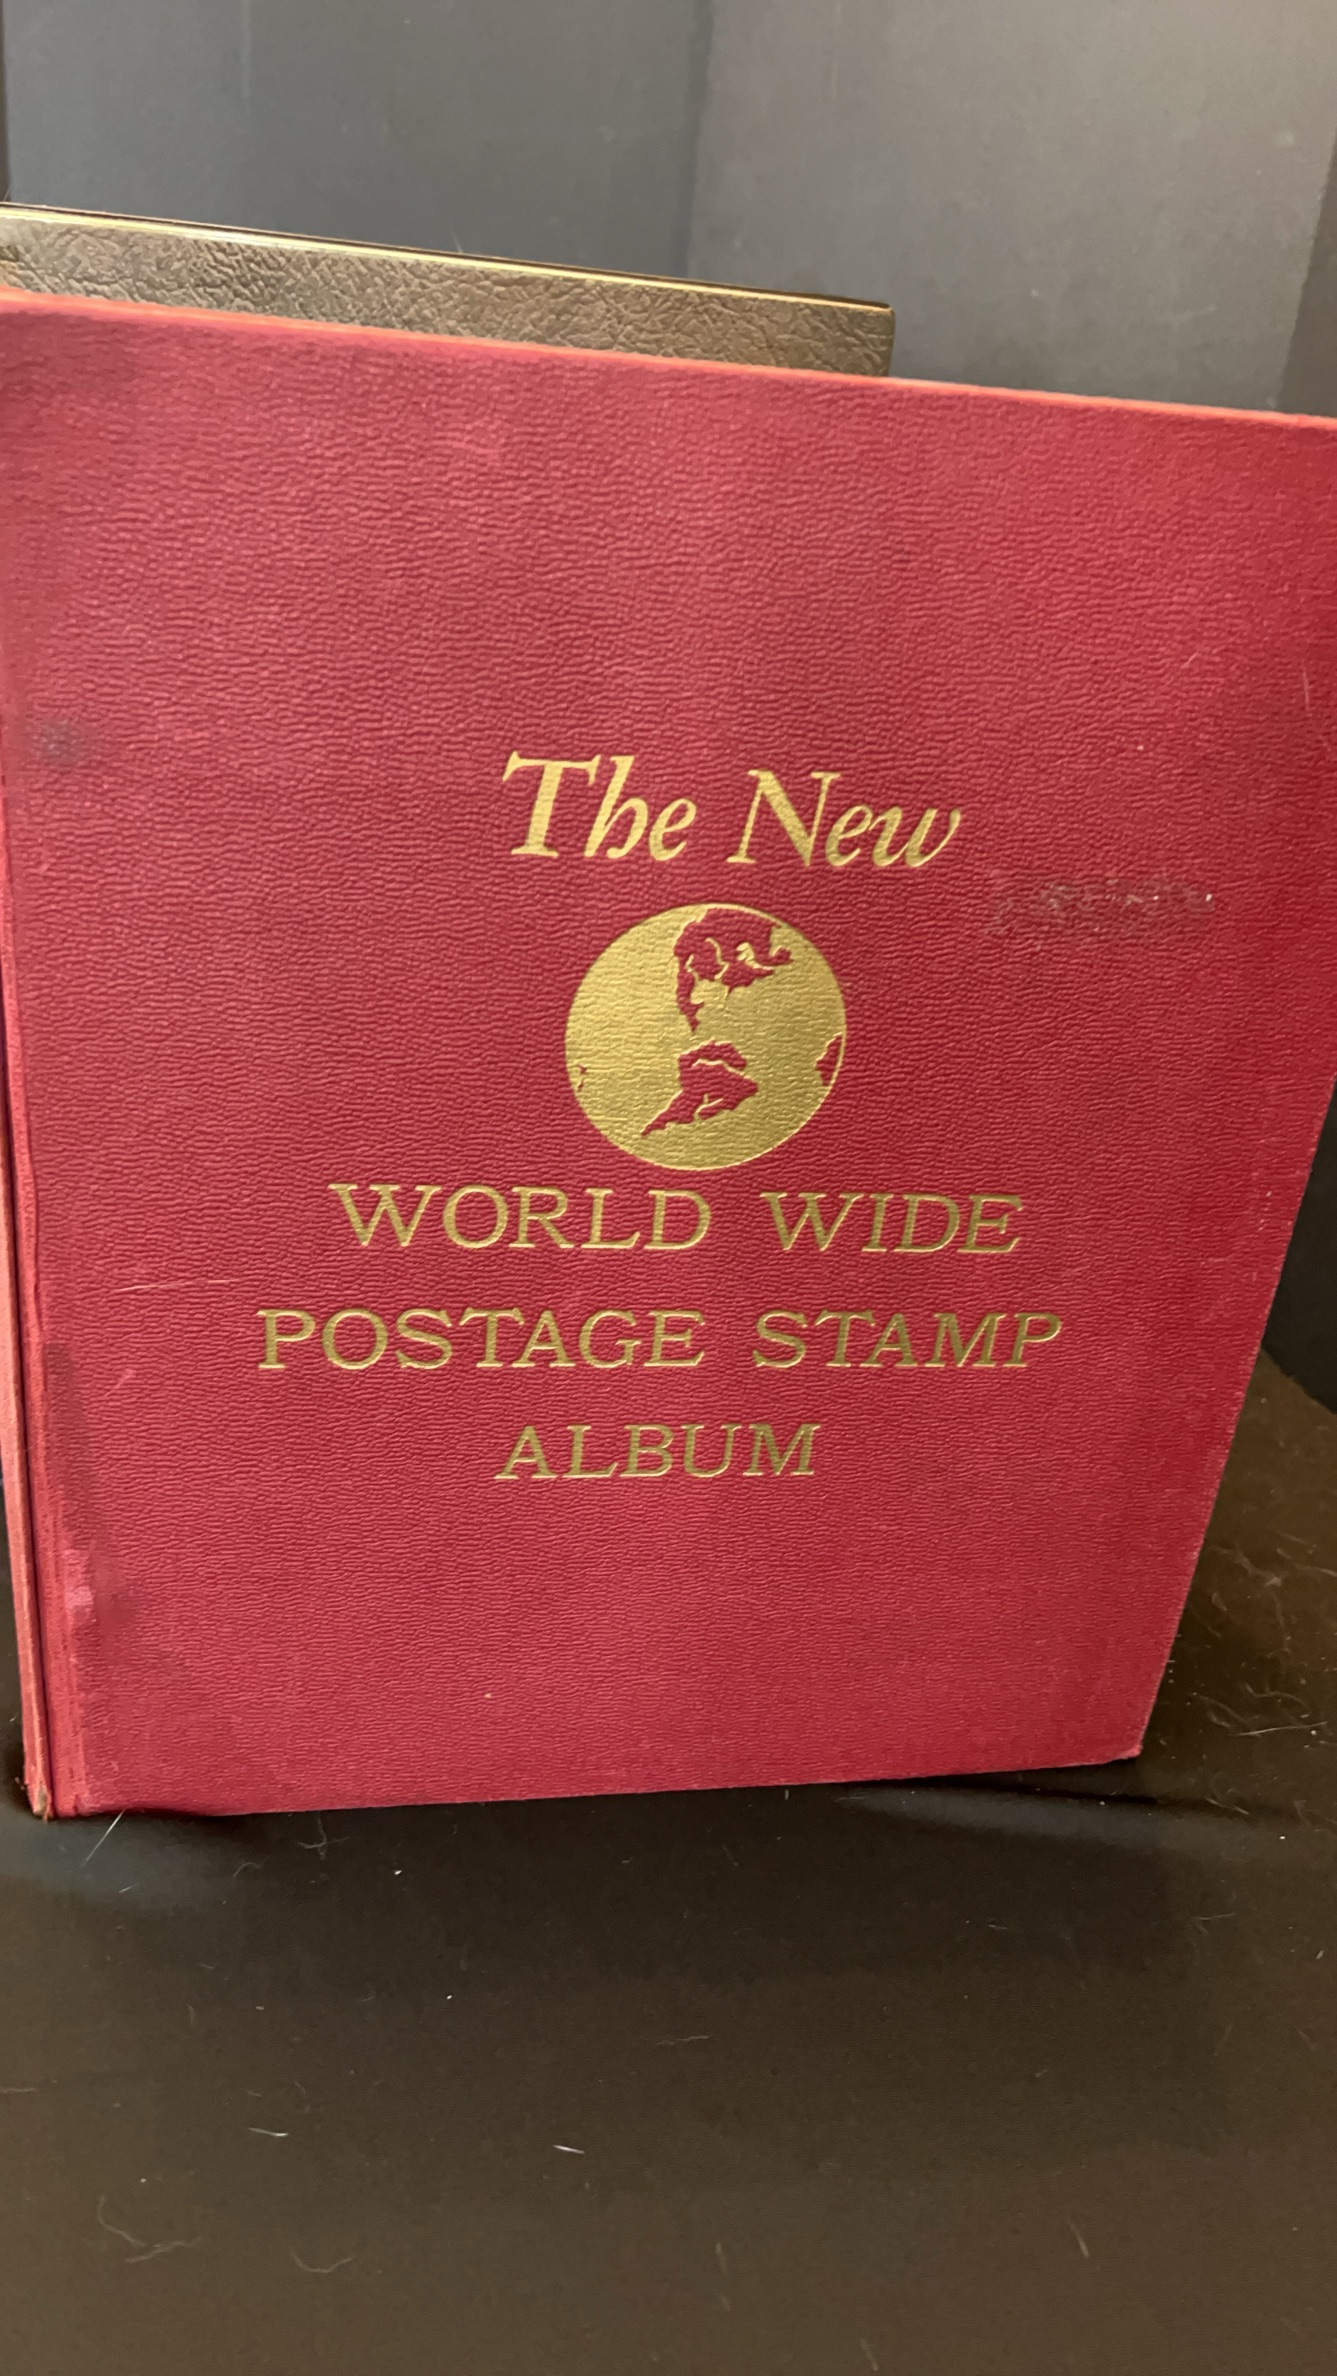 The New
WORLD WIDE
POSTAGE STAMP
ALBUM